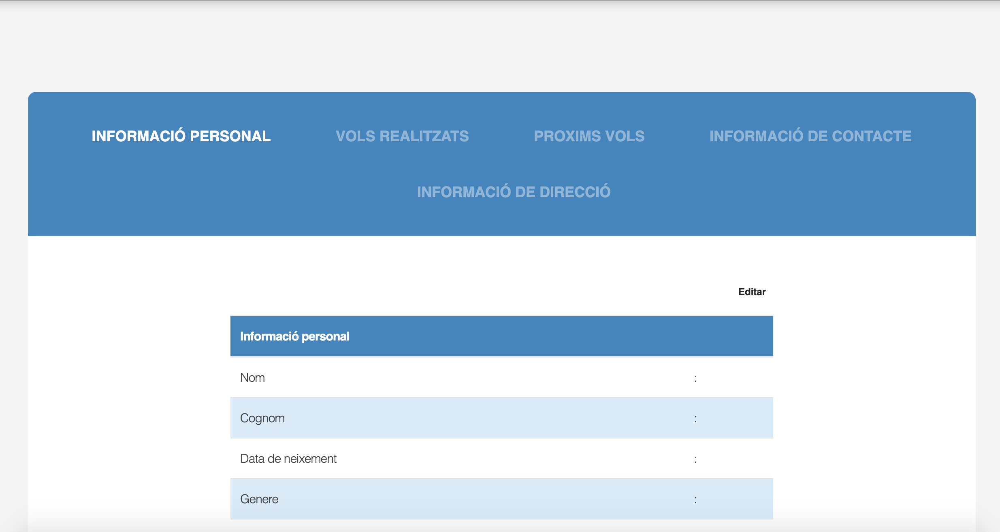 INFORMACIÓ PERSONAL VOLS REALITZATS PROXIMS VOLS INFORMACIÓ DE CONTACTE
INFORMACIÓ DE DIRECCIÓ
Editar
Informació personal
Nom :
Cognom :
Data de neixement :
Genere :